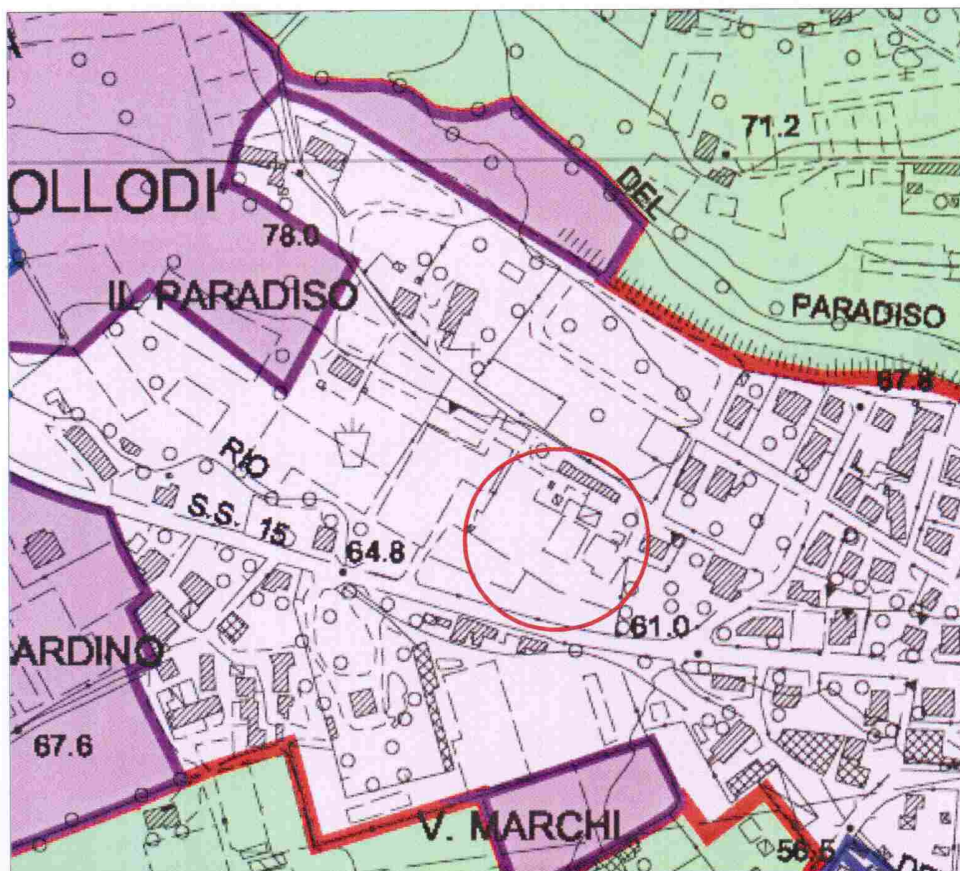 71.2
OLLODI
DEL
78.0
IL PARADISO
PARADISO
67.8
RIO
S.S. 15
64.8
61.0
ARDINO
67.6
V. MARCHI
56.5